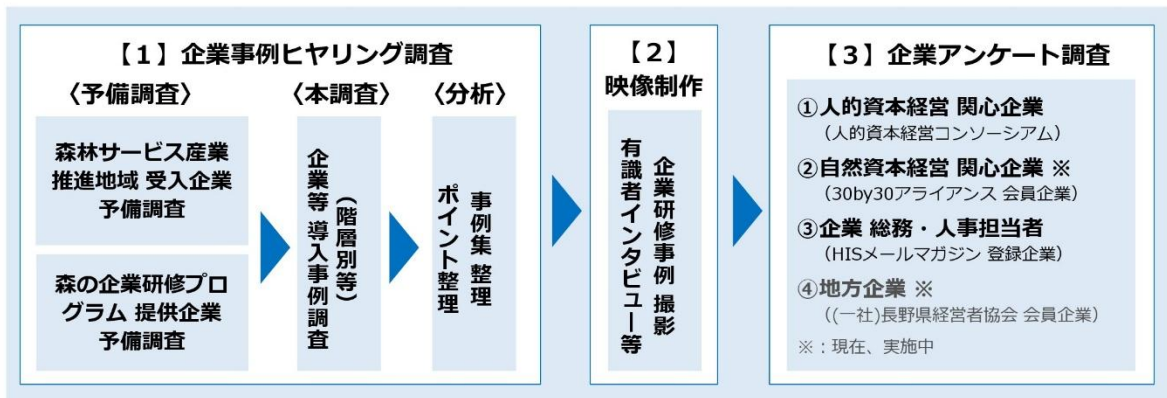 【1】企業事例ヒヤリング調査
〈予備調査〉
森林サービス産業
推進地域 受入企業
予備調査
森の企業研修プロ
グラム 提供企業
予備調査
〈本調査〉
企業等 導入事例調査
（階層別等）
〈分析〉
事例集 整理
ポイント整理
【2】
映像制作
企業研修事例 撮影
有識者インタビュー等
【3】企業アンケート調査
①人的資本経営 関心企業
（人的資本経営コンソーシアム）
②自然資本経営 関心企業 ※
（30by30アライアンス 会員企業）
③企業 総務・人事担当者
（HISメールマガジン 登録企業）
④地方企業 ※
（(一社)長野県経営者協会 会員企業）
※：現在、実施中